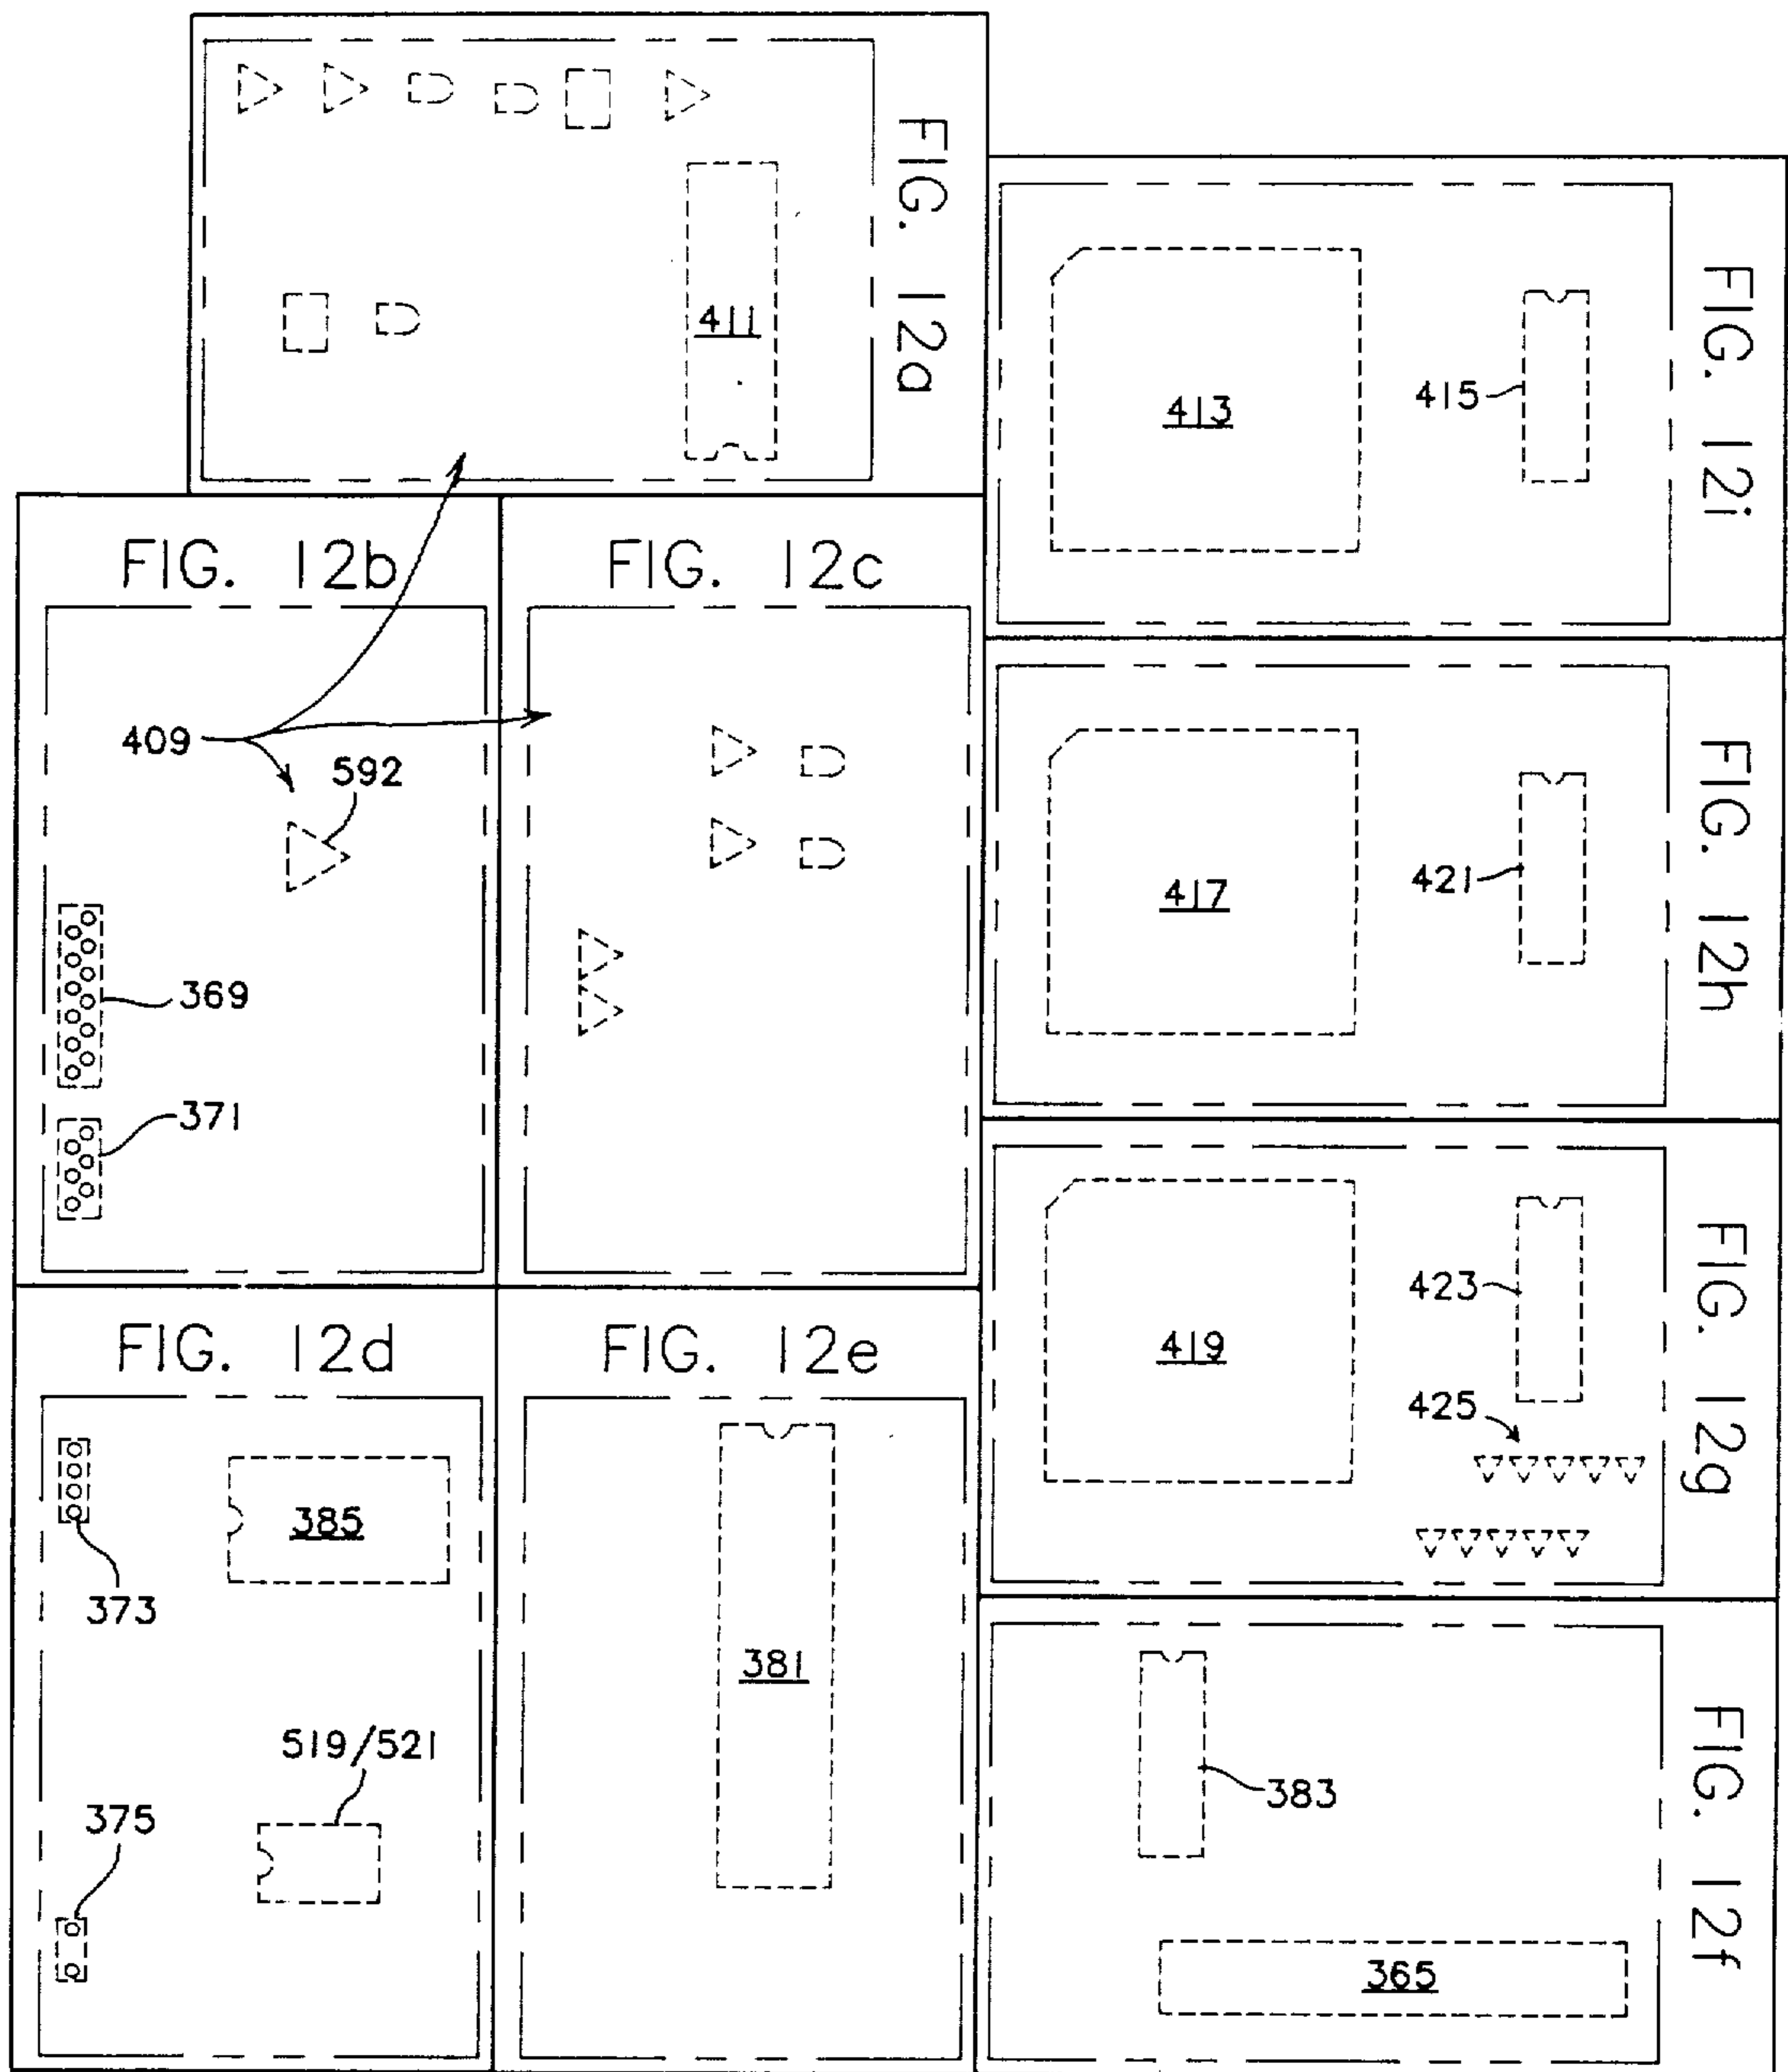 FIG. 12a
411
FIG. 12b
409
592
369
371
FIG. 12c
FIG. 12d
385
373
519/521
375
FIG. 12e
381
FIG. 12i
413
415
FIG. 12h
417
421
FIG. 12g
419
423
425
FIG. 12f
383
365